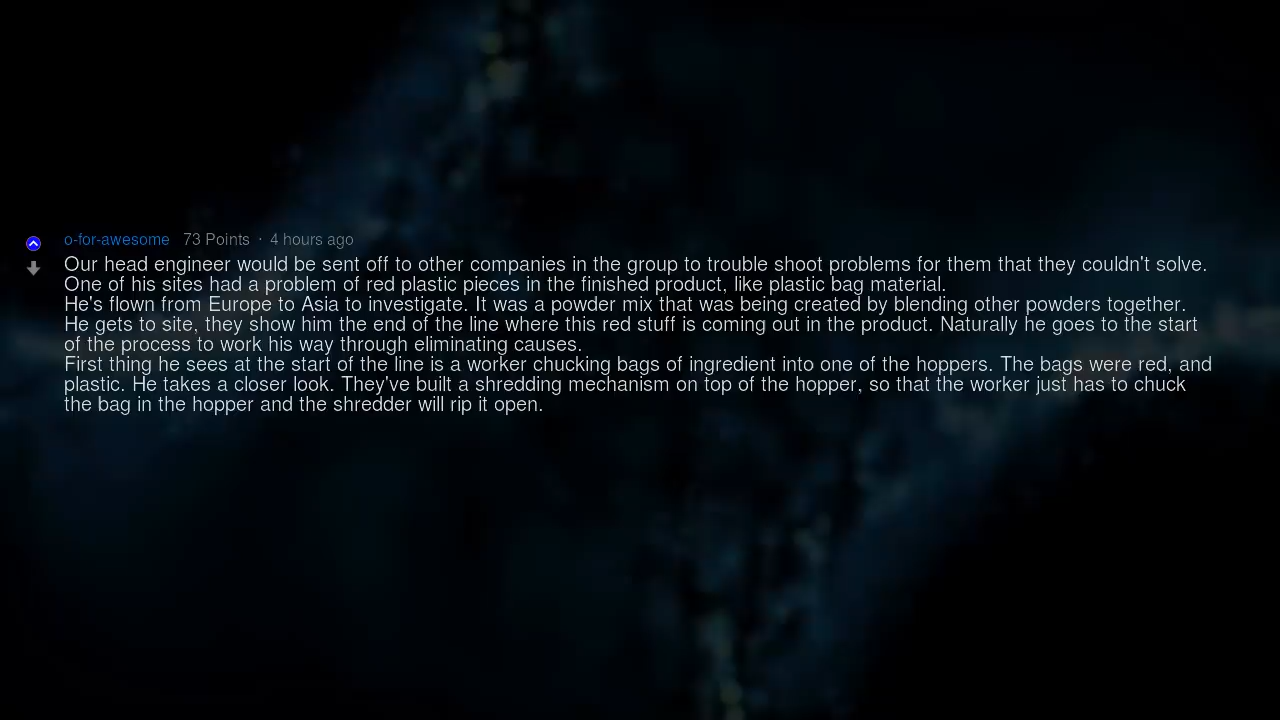 o-for-awesome 73 Points · 4 hours ago
Our head engineer would be sent off to other companies in the group to trouble shoot problems for them that they couldn't solve.
One of his sites had a problem of red plastic pieces in the finished product, like plastic bag material.
He's flown from Europe to Asia to investigate. It was a powder mix that was being created by blending other powders together.
He gets to site, they show him the end of the line where this red stuff is coming out in the product. Naturally he goes to the start
of the process to work his way through eliminating causes.
First thing he sees at the start of the line is a worker chucking bags of ingredient into one of the hoppers. The bags were red, and
plastic. He takes a closer look. They've built a shredding mechanism on top of the hopper, so that the worker just has to chuck
the bag in the hopper and the shredder will rip it open.